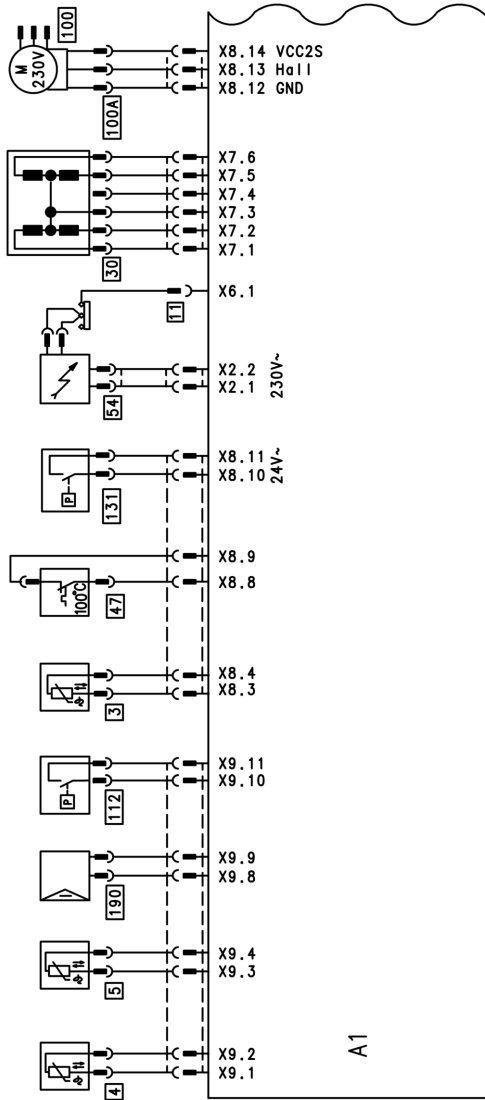 100
M
230V
X8.14 VCC2S
X8.13 Hall
X8.12 GND
100A
X7.6
X7.5
X7.4
X7.3
X7.2
X7.1
30
X6.1
11
X2.2
X2.1
230V~
54
X8.11
X8.10
24V~
P
131
X8.9
X8.8
100°C
47
X8.4
X8.3
3
X9.11
X9.10
P
112
X9.9
X9.8
190
X9.4
X9.3
5
X9.2
X9.1
4
A1